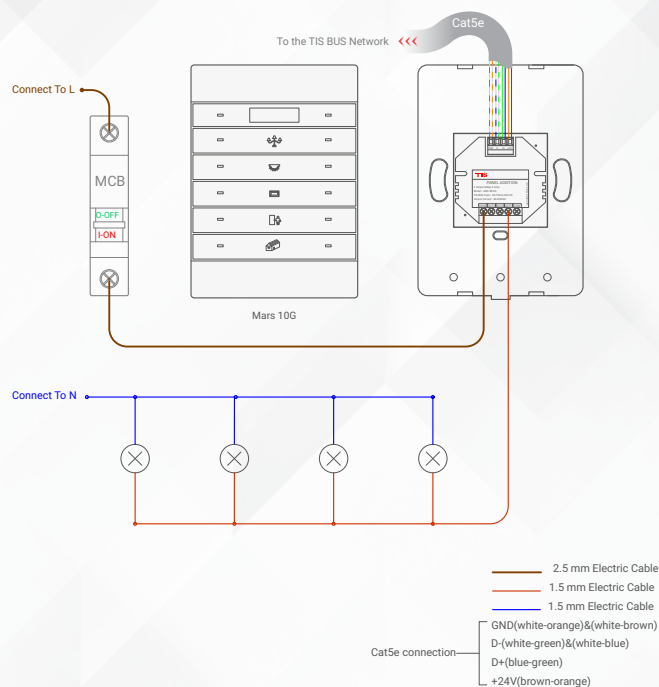 Cat5e
To the TIS BUS Network
Connect To L
MCB
O-OFF
I-ON
TIS
PANEL ADDITION
Mars 10G
Connect To N
2.5 mm Electric Cable
1.5 mm Electric Cable
1.5 mm Electric Cable
GND(white-orange)&(white-brown)
Cat5e connection
D-(white-green)&(white-blue)
D+(blue-green)
+24V(brown-orange)